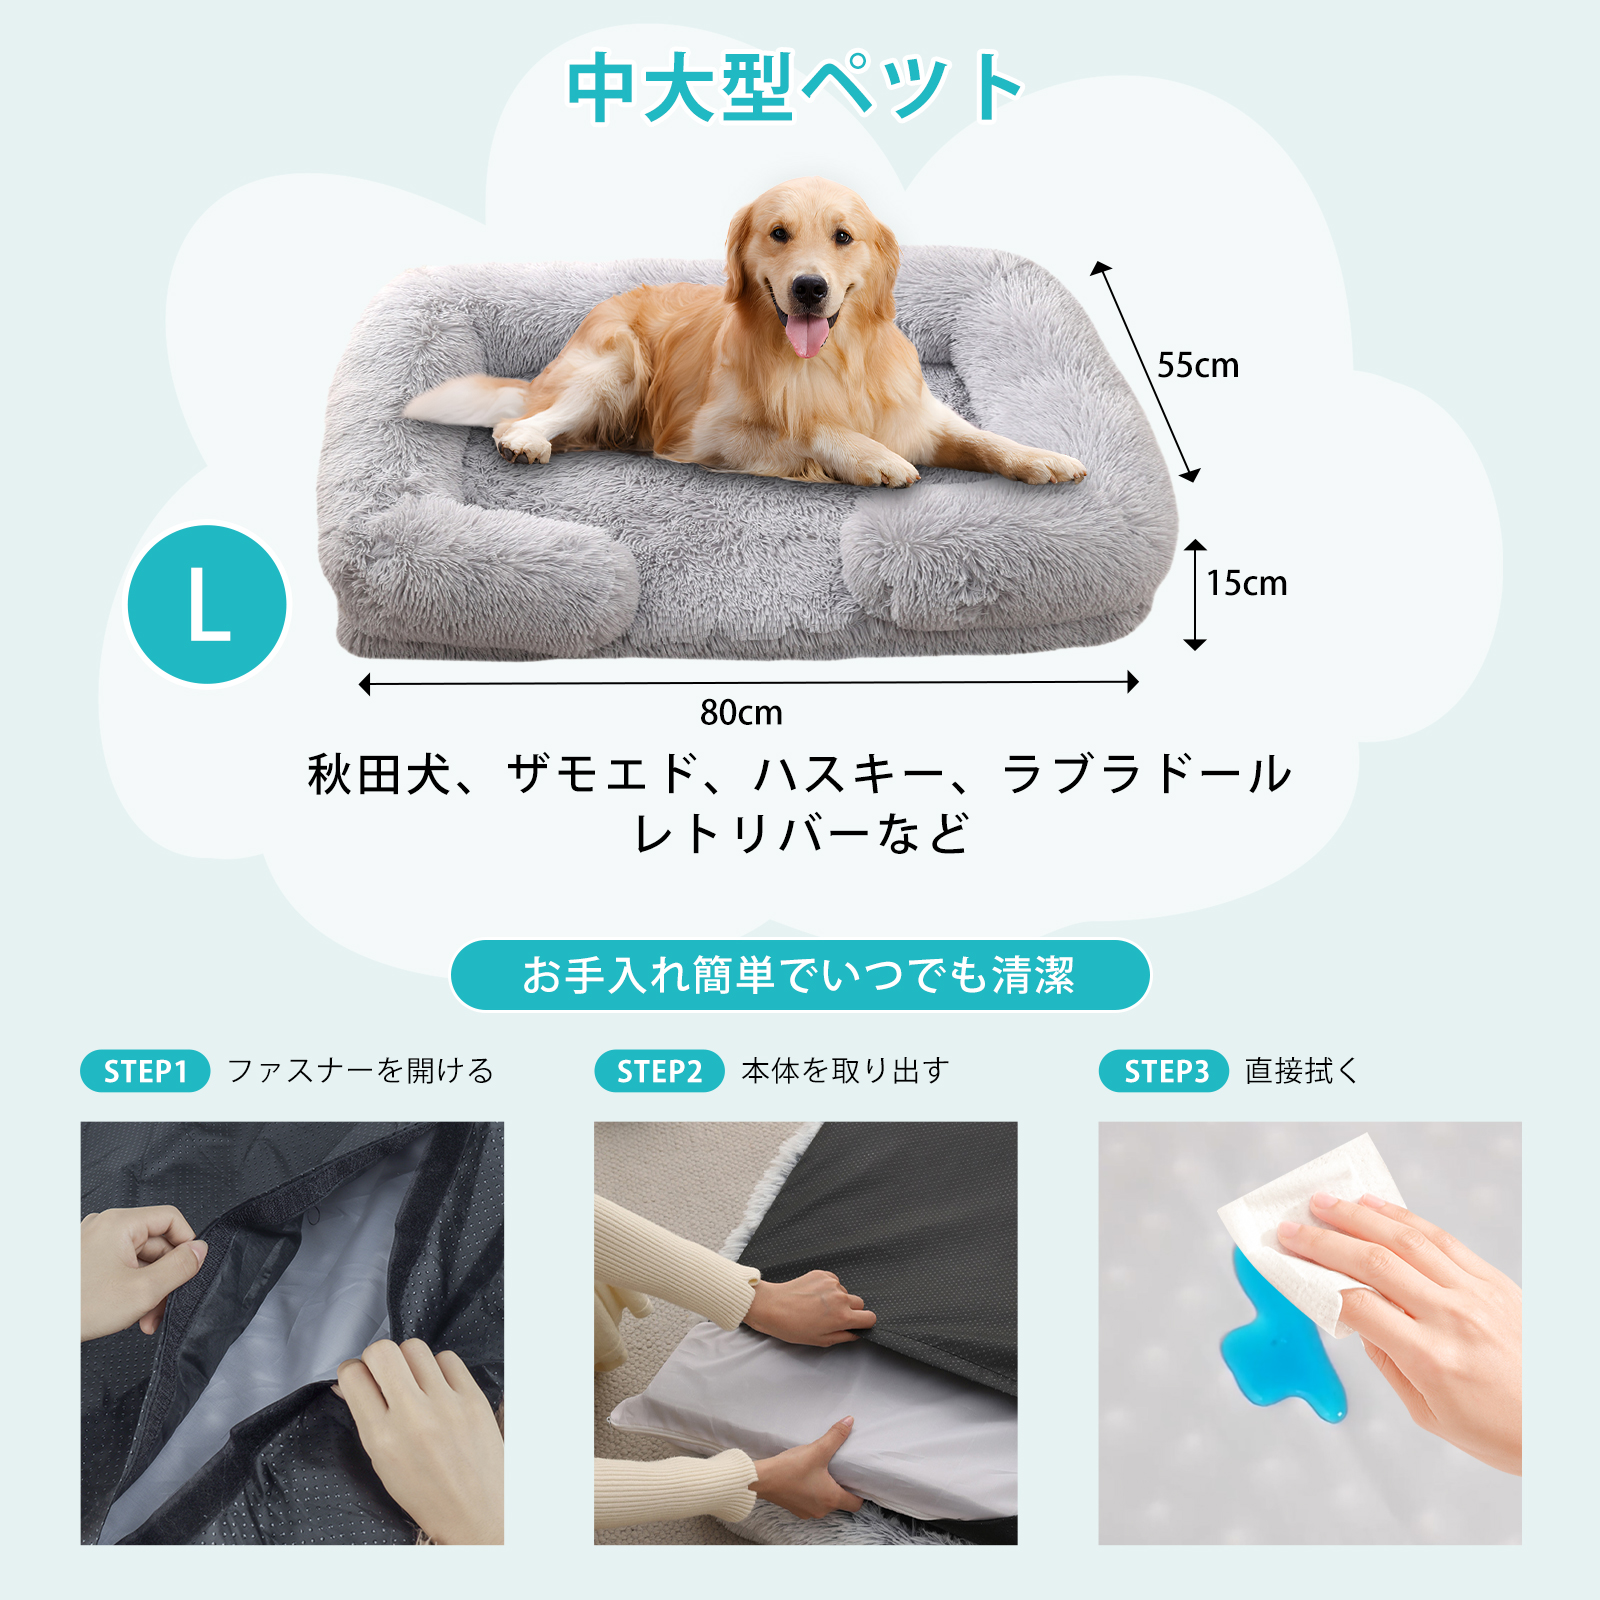 中大型ペツト
55cm
15cm
L
80cm
秋田犬、ザモエド、ハスキー、ラブラドール
レトリバーなど
お手入れ簡単でいつでも清潔
STEP1 ファスナーを開ける
STEP2 本体を取り出す
STEP3 直接拭く